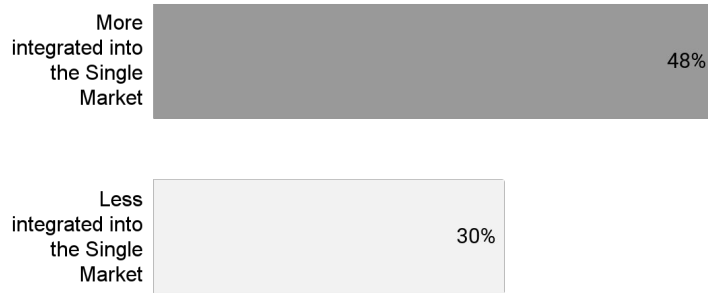 More
integrated into
the Single
Market
48%
Less
integrated into
the Single
Market
30%